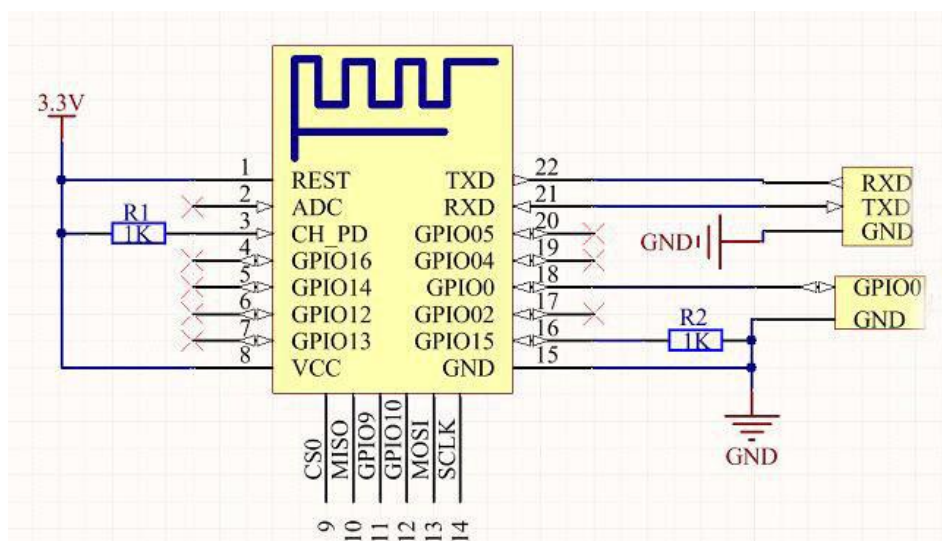 3.3V
1 REST TXD 22
2 ADC RXD 21
R1 1K 3 CH_PD GPIO05 20
4 GPIO16 GPIO04 19
5 GPIO14 GPIO0 18
6 GPIO12 GPIO02 17
7 GPIO13 GPIO15 16 R2 1K
8 VCC GND 15
RXD
TXD
GND
GND
GPIO0
GND
GND
CS0
MISO
GPIO9
GPIO10
MOSI
SCLK
9
10
11
12
13
14